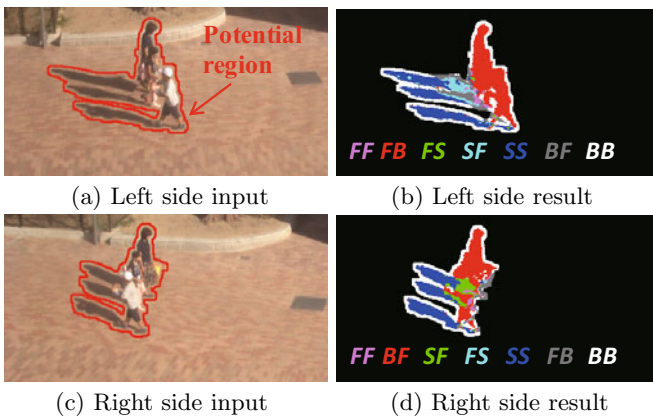 Potential
region
FF FB FS SF SS BF BB
(a) Left side input
(b) Left side result
FF BF SF FS SS FB BB
(c) Right side input
(d) Right side result